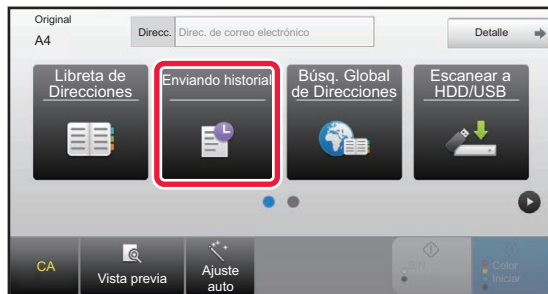 Original
A4
Direcc. Direc. de correo electrónico
Detalle
Libreta de
Direcciones
Enviando historial
Búsq. Global
de Direcciones
Escanear a
HDD/USB
CA
Vista previa
Ajuste
auto
B/N
Iniciar
Color
Iniciar